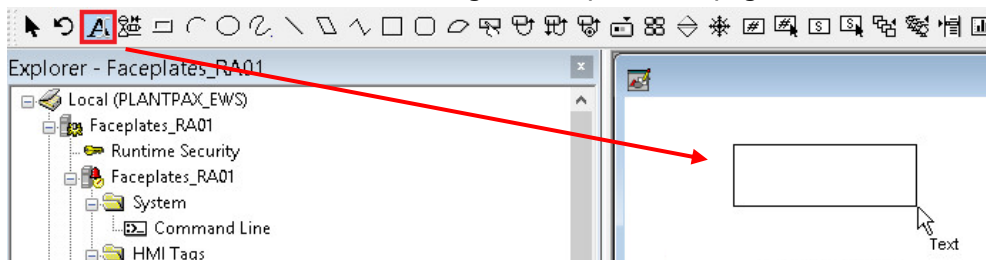 A
S
S
Explorer - Faceplates_RA01
x
Local (PLANTPAX_EWS)
Faceplates_RA01
Runtime Security
Faceplates_RA01
System
Command Line
HMI Tags
Text